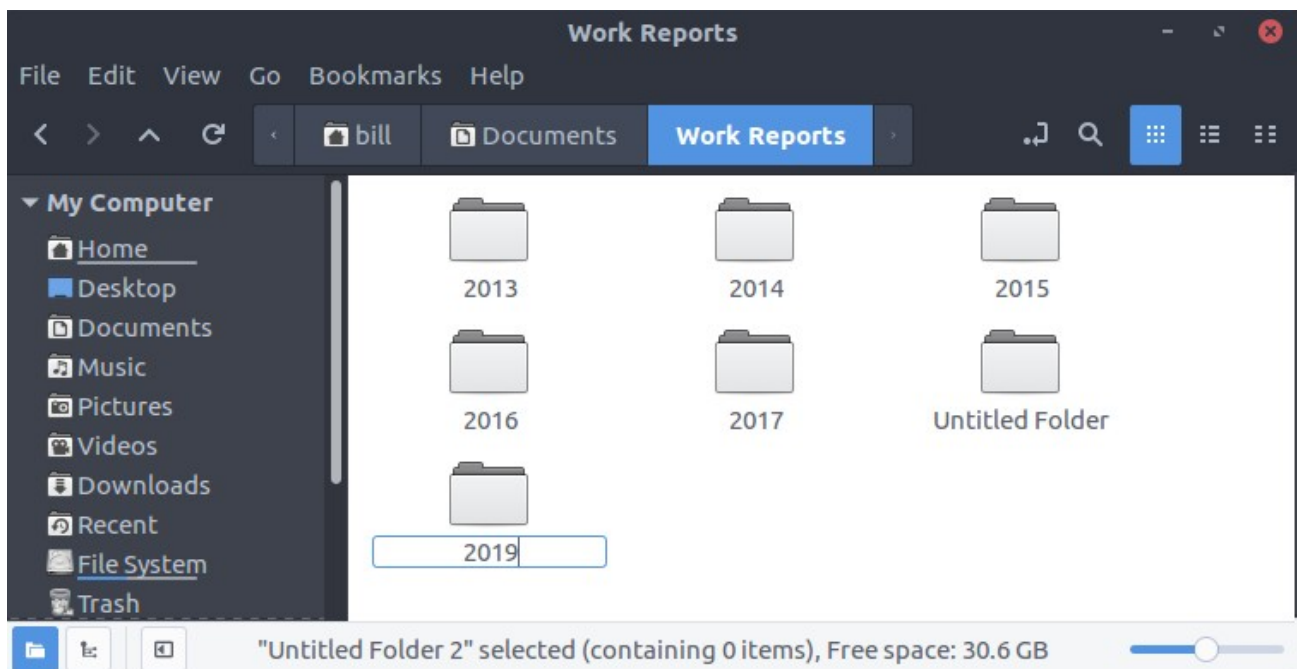 Work Reports
File Edit View Go Bookmarks Help
bill Documents Work Reports
My Computer
Home
Desktop
Documents
Music
Pictures
Videos
Downloads
Recent
File System
Trash
2013 2014 2015
2016 2017 Untitled Folder
2019
"Untitled Folder 2" selected (containing 0 items), Free space: 30.6 GB